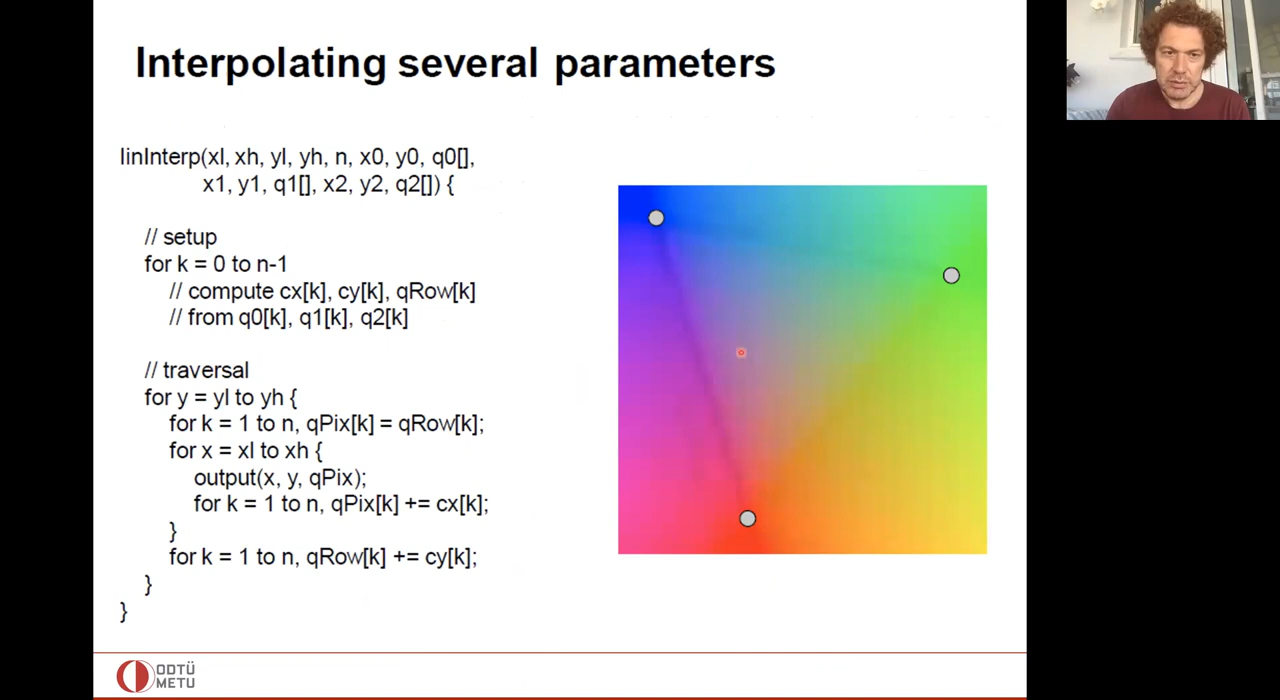 Interpolating several parameters
linInterp(xl, xh, yl, yh, n, x0, y0, q0[],
x1, y1, q1[], x2, y2, q2[]) {
// setup
for k = 0 to n-1
// compute cx[k], cy[k], qRow[k]
// from q0[k], q1[k], q2[k]
// traversal
for y = yl to yh {
for k = 1 to n, qPix[k] = qRow[k];
for x = xl to xh {
output(x, y, qPix);
for k = 1 to n, qPix[k] += cx[k];
}
for k = 1 to n, qRow[k] += cy[k];
}
}
ODTÜ
METU